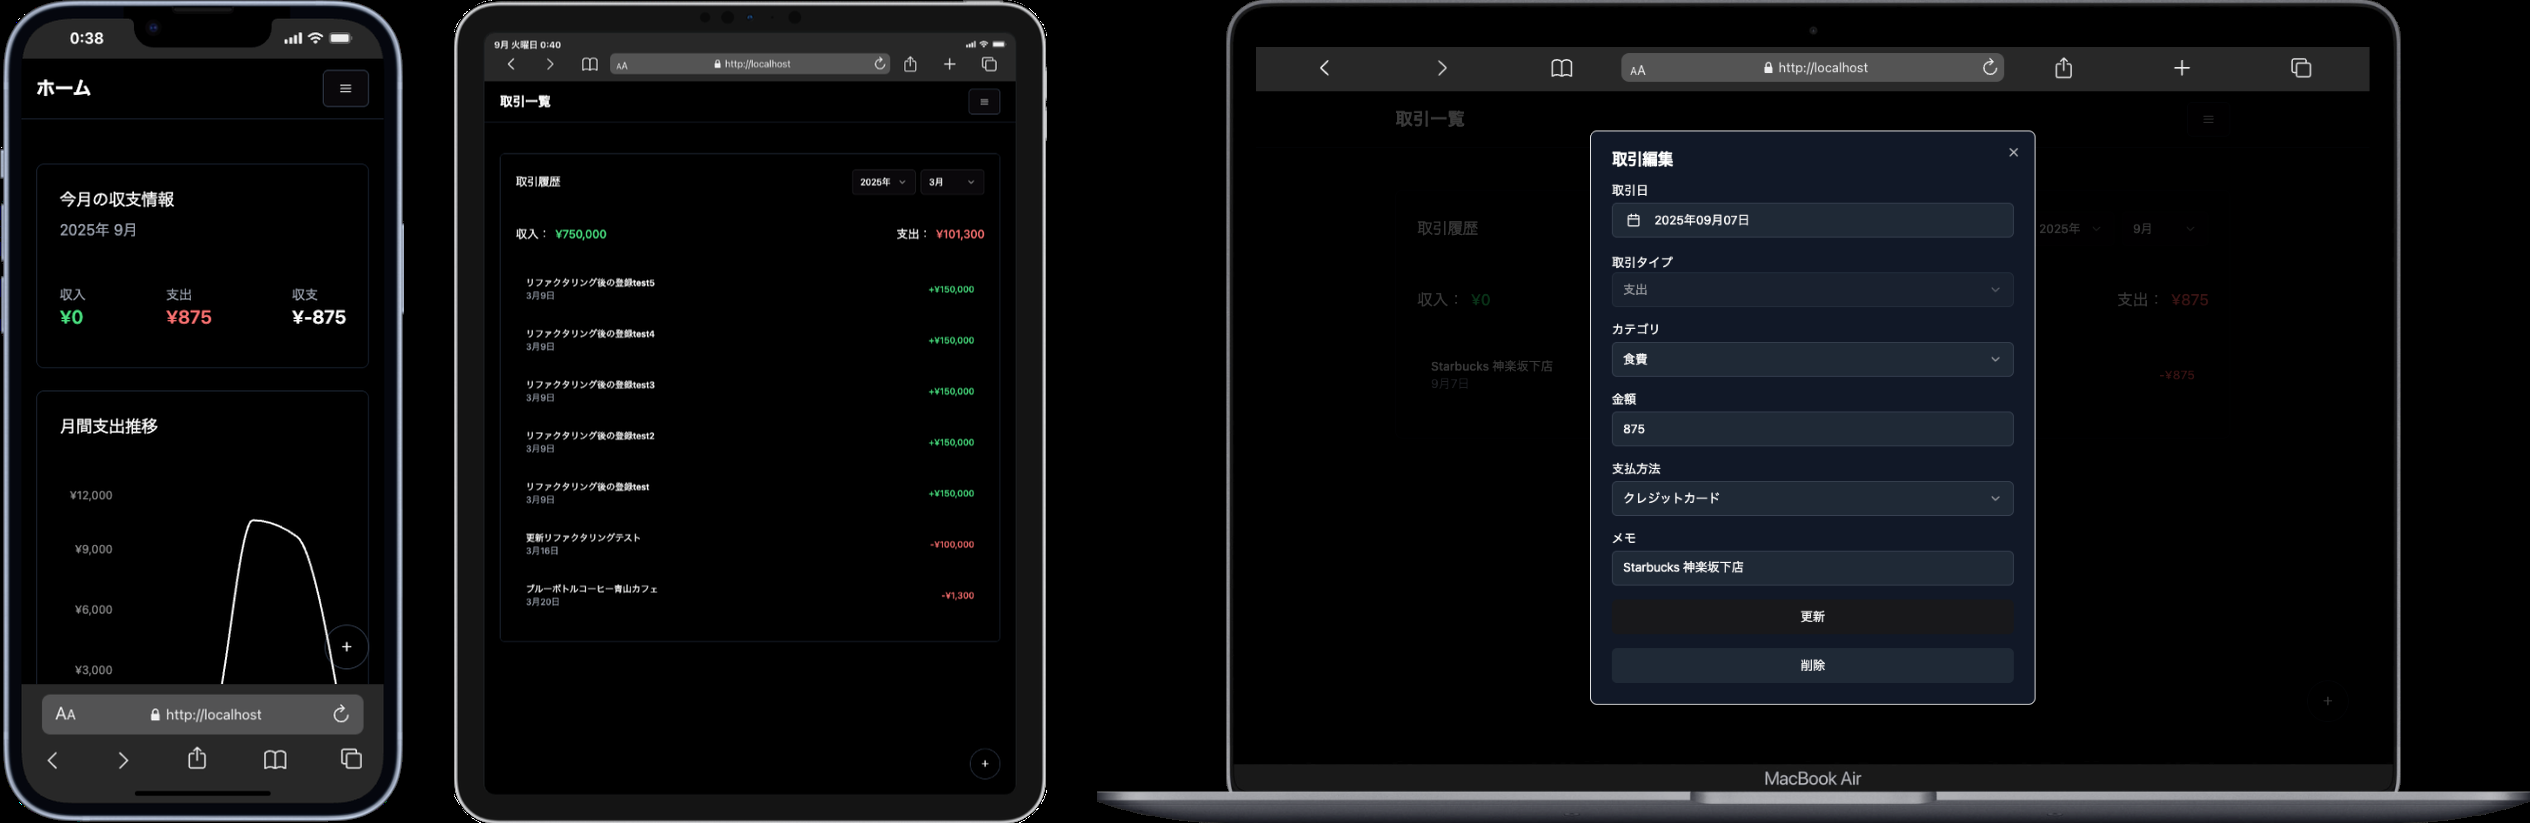 0:38
ホーム
今月の収支情報
2025年 9月
収入
支出
収支
¥0
¥875
¥-875
月間支出推移
¥12,000
¥9,000
¥6,000
¥3,000
+
AA
http://localhost
9月 火曜日 0:40
AA
http://localhost
取引一覧
取引履歴
2025年
3月
収入： ¥750,000
支出： ¥101,300
リファクタリング後の登録test5
3月9日
+¥150,000
リファクタリング後の登録test4
3月9日
+¥150,000
リファクタリング後の登録test3
3月9日
+¥150,000
リファクタリング後の登録test2
3月9日
+¥150,000
リファクタリング後の登録test
3月9日
+¥150,000
更新リファクタリングテスト
3月16日
-¥100,000
ブルーボトルコーヒー青山カフェ
3月20日
-¥1,300
+
AA
http://localhost
取引一覧
取引履歴
2025年
9月
収入： ¥0
支出： ¥875
Starbucks 神楽坂下店
9月7日
-¥875
取引編集
取引日
2025年09月07日
取引タイプ
支出
カテゴリ
食費
金額
875
支払方法
クレジットカード
メモ
Starbucks 神楽坂下店
更新
削除
+
MacBook Air